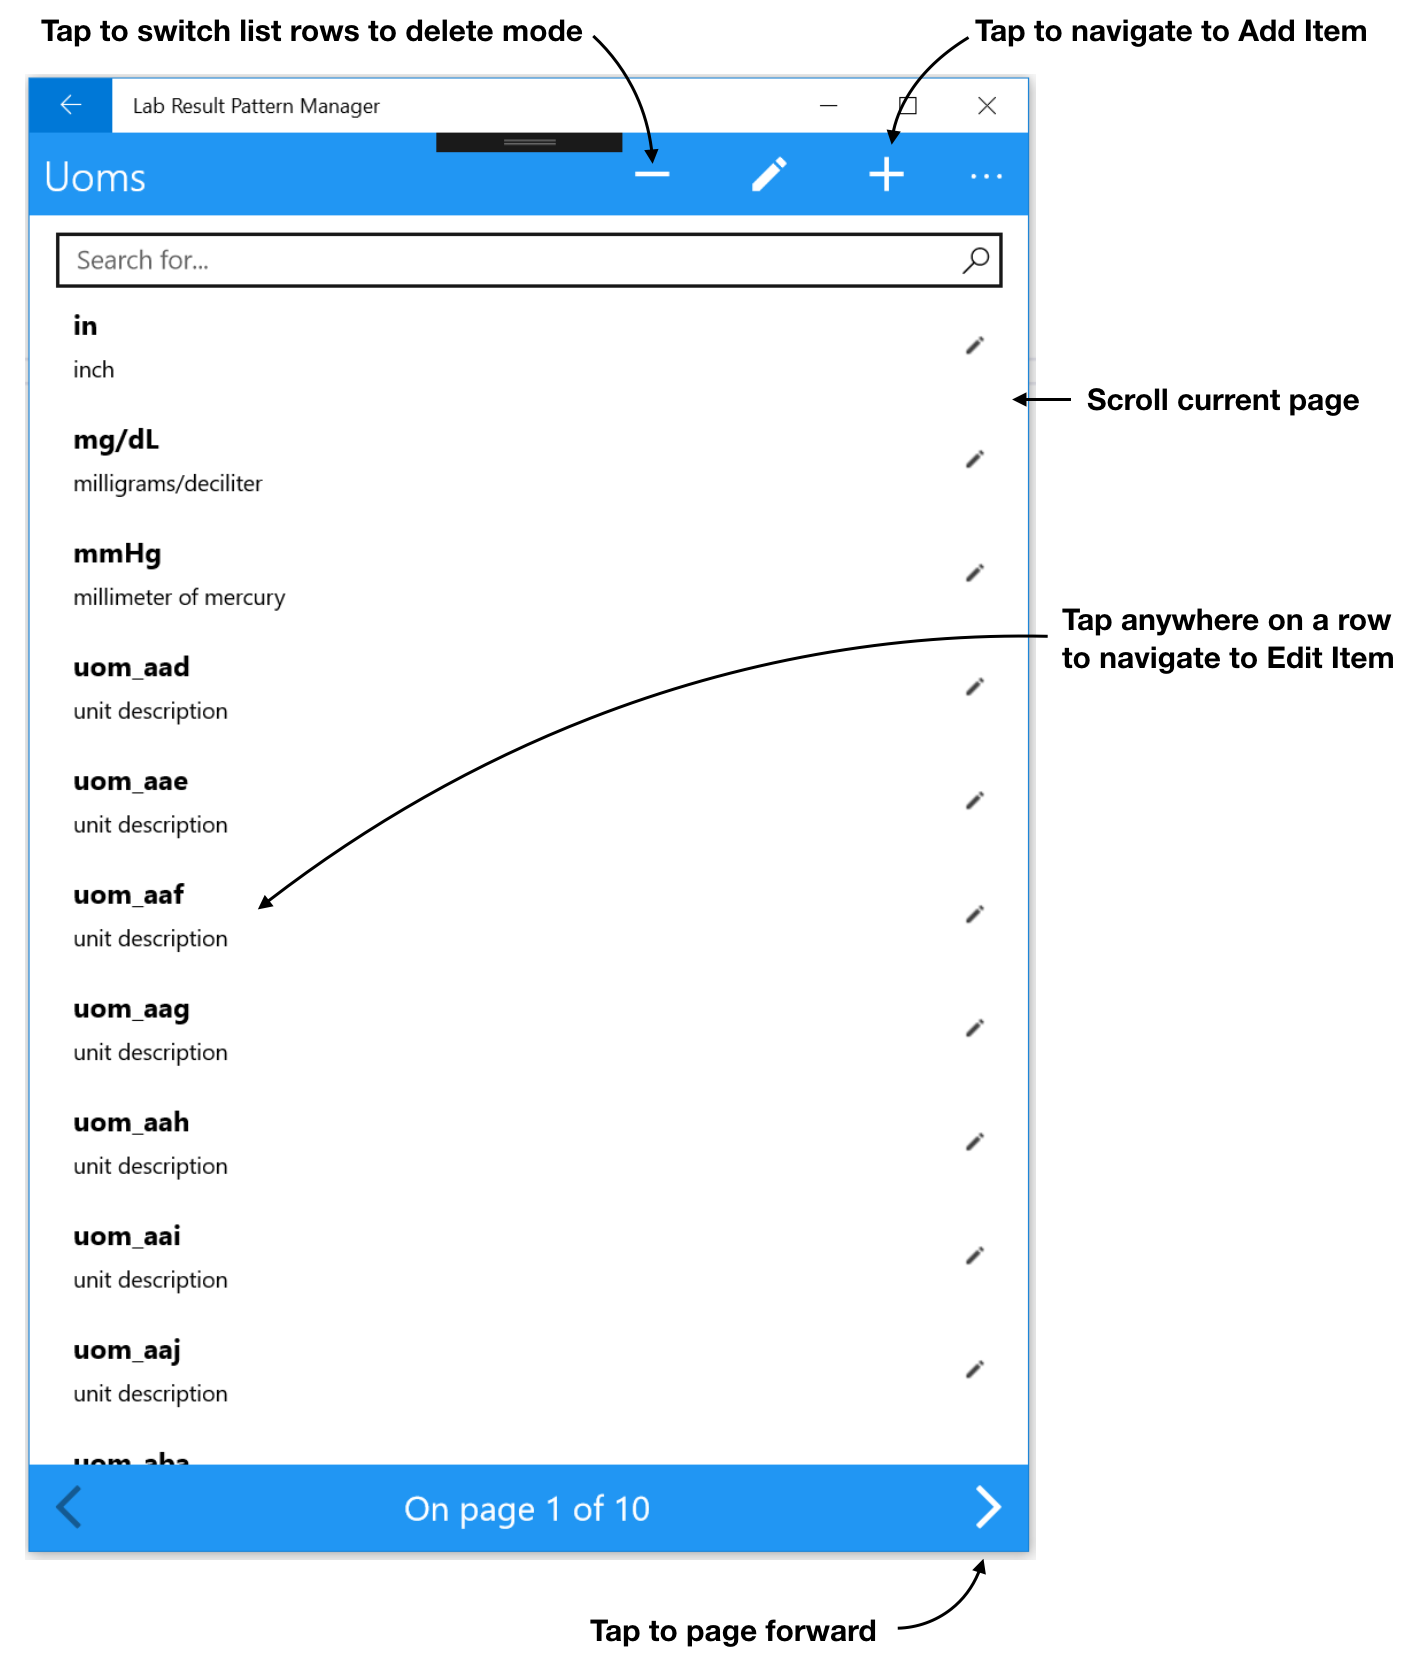 Tap to switch list rows to delete mode
Tap to navigate to Add Item
Lab Result Pattern Manager
Uoms
Search for...
in
inch
Scroll current page
mg/dL
milligrams/deciliter
mmHg
millimeter of mercury
Tap anywhere on a row
to navigate to Edit Item
uom_aad
unit description
uom_aae
unit description
uom_aaf
unit description
uom_aag
unit description
uom_aah
unit description
uom_aai
unit description
uom_aaj
unit description
uom_aba
On page 1 of 10
Tap to page forward